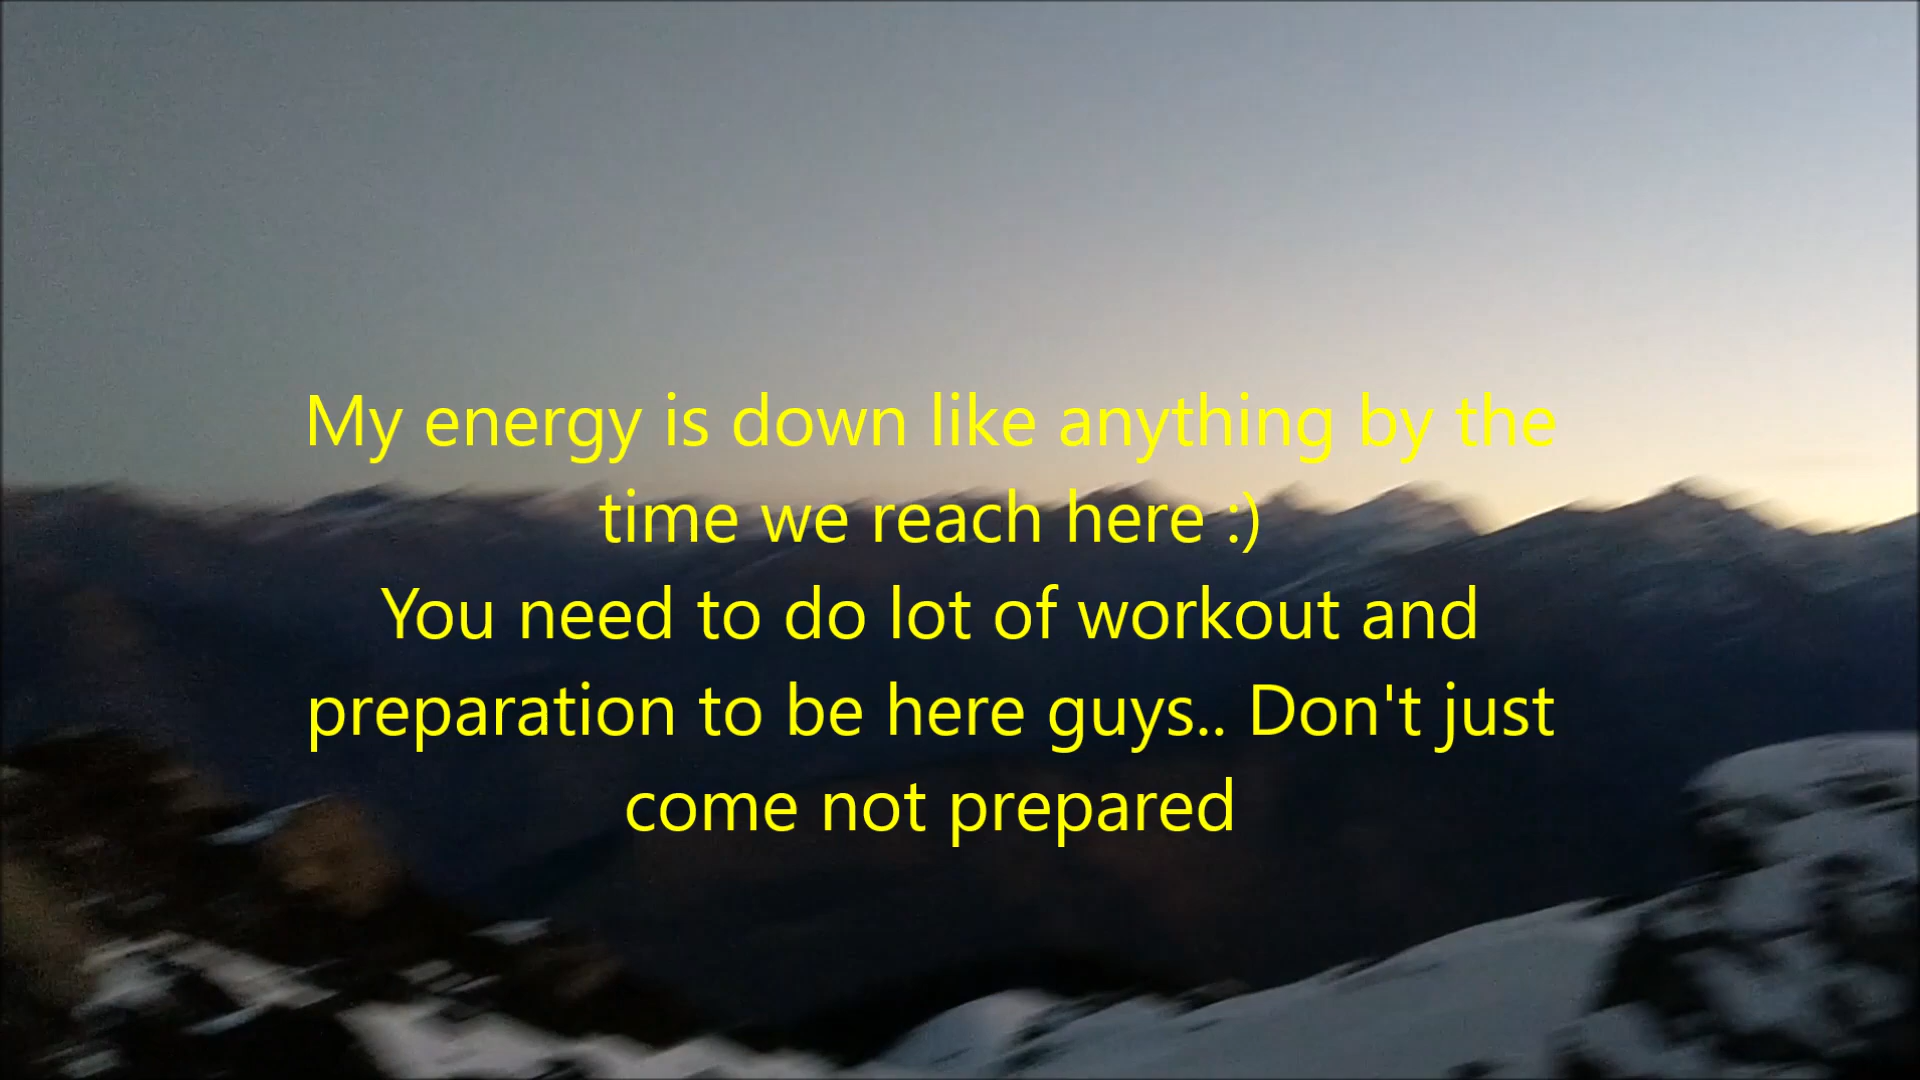 My energy is down like anything by the
time we reach here :)
You need to do lot of workout and
preparation to be here guys.. Don't just
come not prepared